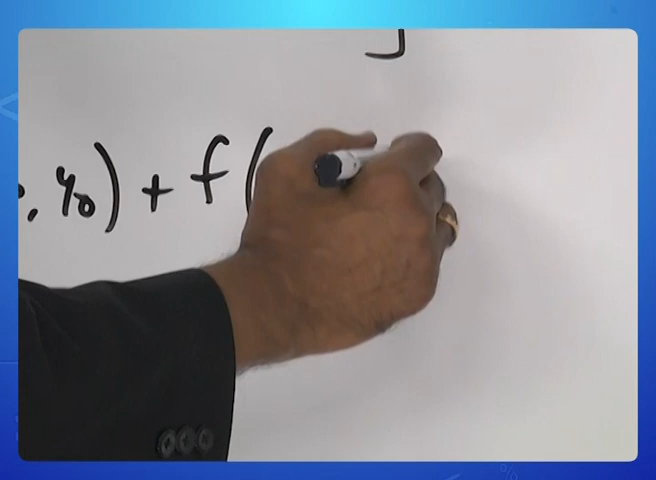 , y₀) + f(